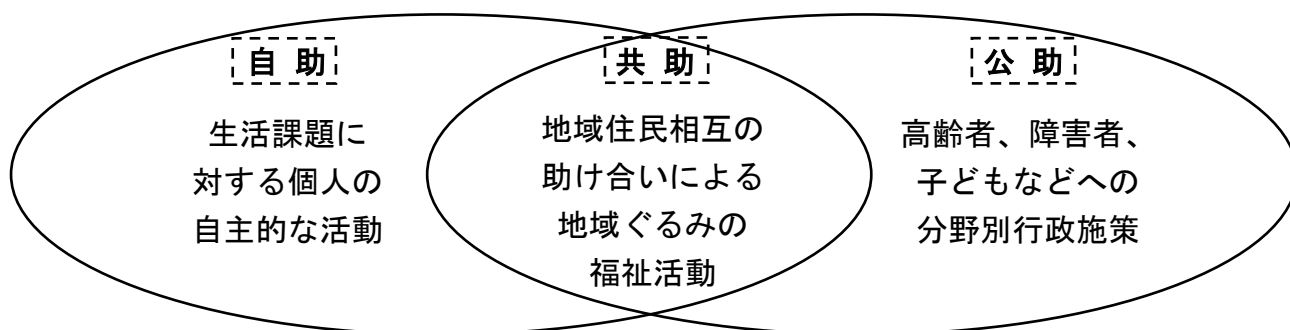 自 助
生活課題に
対する個人の
自主的な活動
共 助
地域住民相互の
助け合いによる
地域ぐるみの
福祉活動
公 助
高齢者、障害者、
子どもなどへの
分野別行政施策